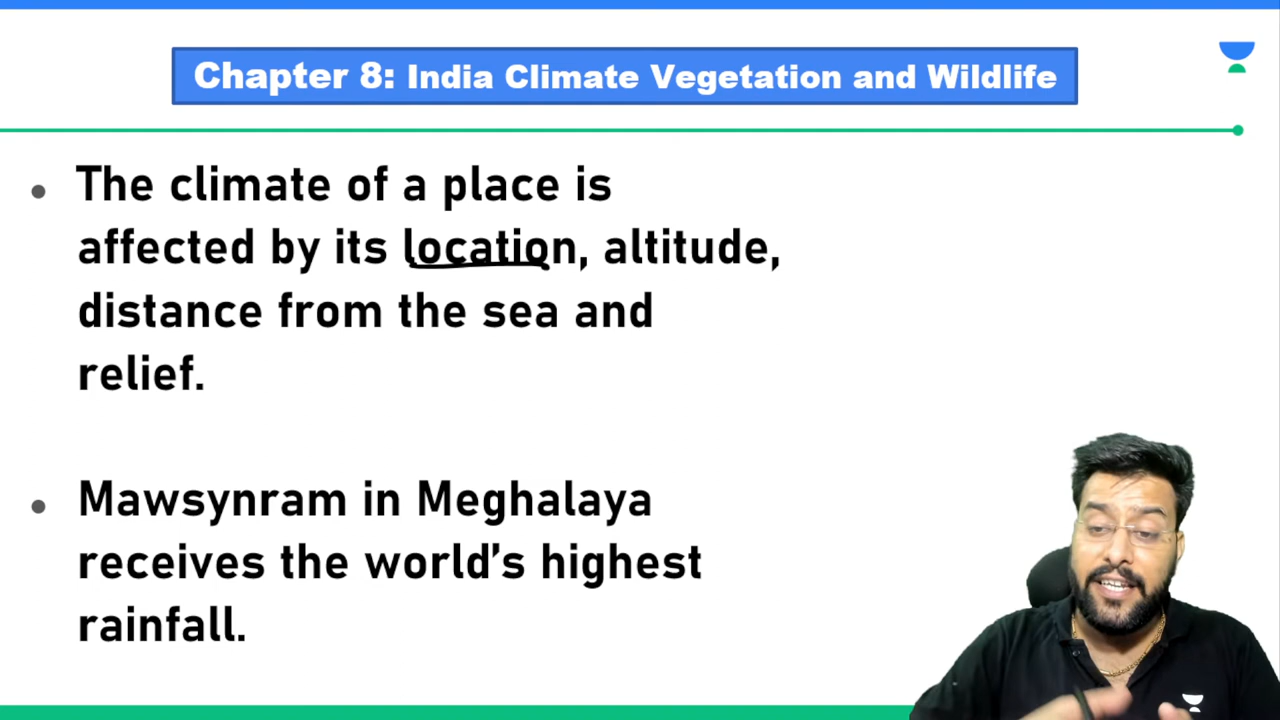 Chapter 8: India Climate Vegetation and Wildlife
The climate of a place is
affected by its location, altitude,
distance from the sea and
relief.
Mawsynram in Meghalaya
receives the world's highest
rainfall.